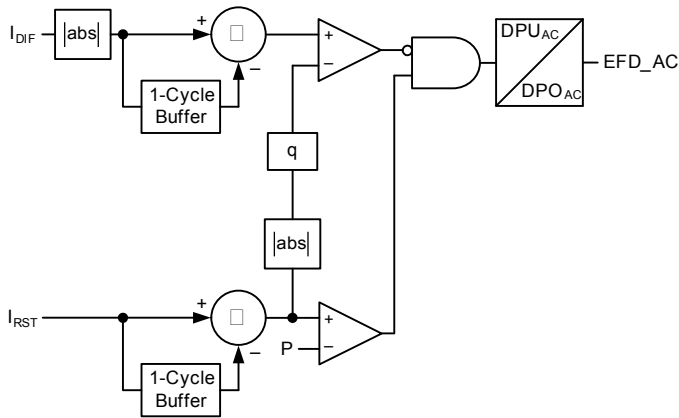 I_DIF
|abs|
+
–
1-Cycle
Buffer
+
–
q
|abs|
DPU_AC
DPO_AC
EFD_AC
I_RST
+
–
1-Cycle
Buffer
+
–
P